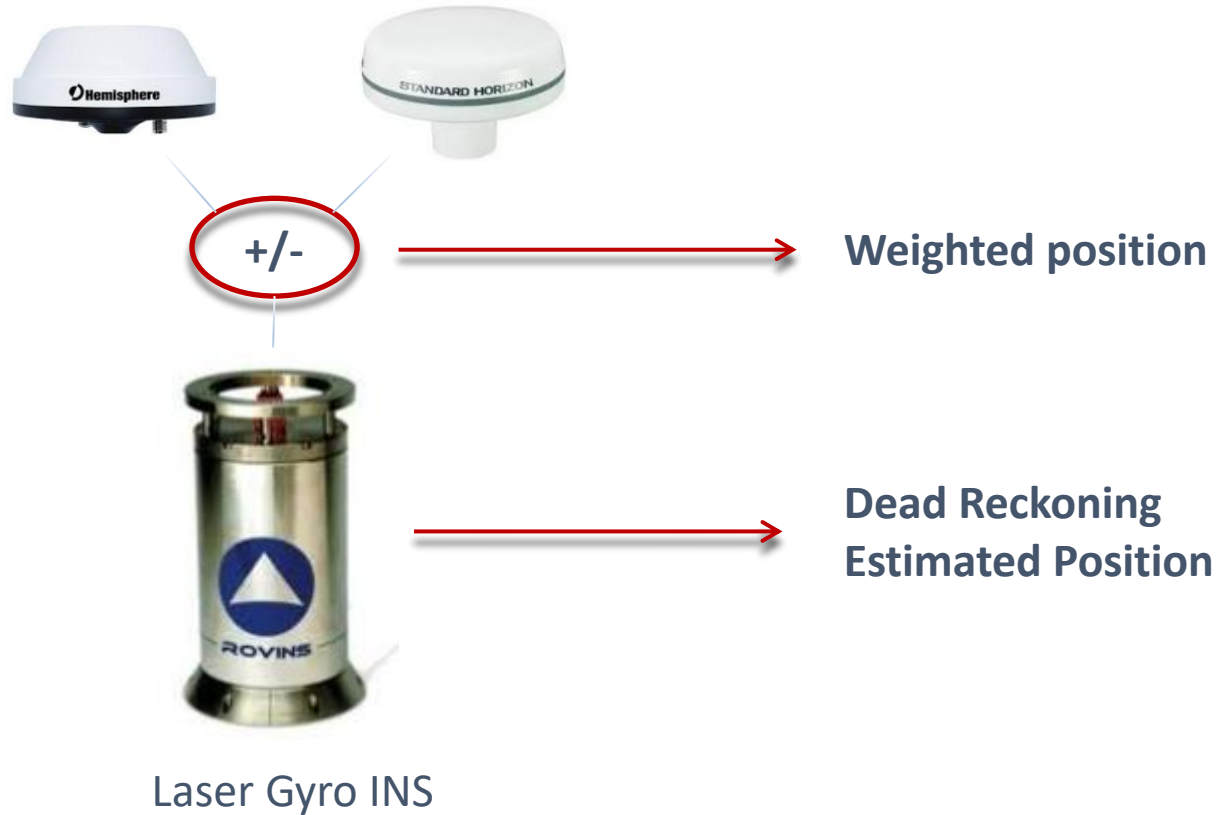 Hemisphere
STANDARD HORIZON
+/-
Weighted position
Dead Reckoning
Estimated Position
ROVINS
Laser Gyro INS